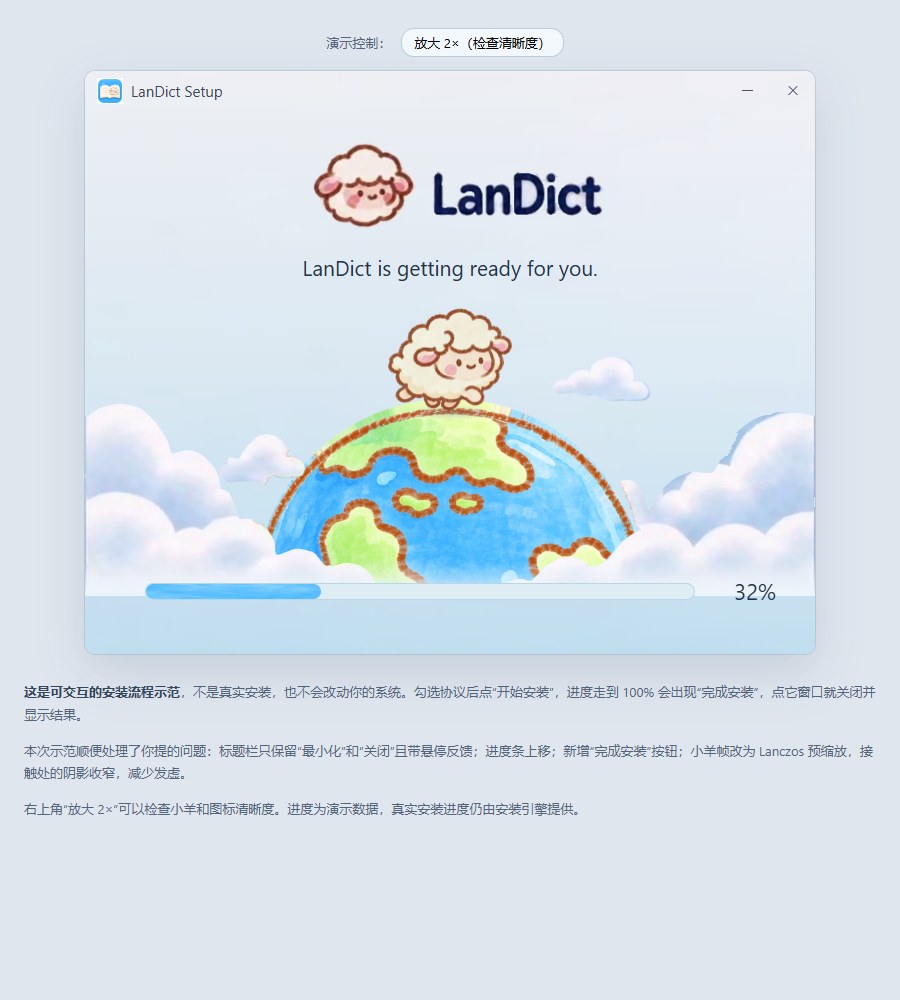 演示控制：
放大 2×（检查清晰度）
LanDict Setup
LanDict
LanDict is getting ready for you.
32%
这是可交互的安装流程示范，不是真实安装，也不会改动你的系统。勾选协议后点“开始安装”，进度走到 100% 会出现“完成安装”，点它窗口就关闭并
显示结果。
本次示范顺便处理了你提的问题：标题栏只保留“最小化”和“关闭”且带悬停反馈；进度条上移；新增“完成安装”按钮；小羊帧改为 Lanczos 预缩放，接
触处的阴影收窄，减少发虚。
右上角“放大 2×”可以检查小羊和图标清晰度。进度为演示数据，真实安装进度仍由安装引擎提供。